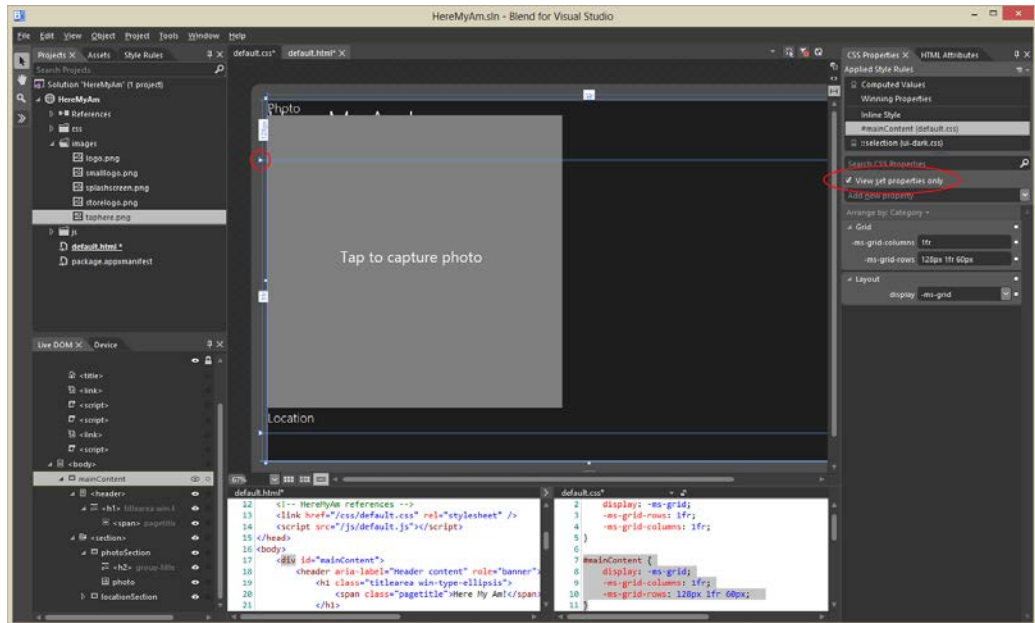 HereMyAm.sln - Blend for Visual Studio
File Edit View Object Project Tools Window Help
Projects Assets Style Rules
Search Projects
Solution 'HereMyAm' (1 project)
HereMyAm
References
css
images
logo.png
smalllogo.png
splashscreen.png
storelogo.png
taphere.png
js
default.html *
package.appxmanifest
Live DOM Device
<title>
<link>
<script>
<script>
<link>
<script>
<body>
mainContent
<header>
<h1> titlearea win-t
<span> pagetitle
<section>
photoSection
<h2> group-title
photo
locationSection
default.css* default.html*
Photo
128px
Tap to capture photo
1fr
Location
67%
default.html*
12 <!-- HereMyAm references -->
13 <link href="/css/default.css" rel="stylesheet" />
14 <script src="/js/default.js"></script>
15 </head>
16 <body>
17 <div id="mainContent">
18 <header aria-label="Header content" role="banner">
19 <h1 class="titlearea win-type-ellipsis">
20 <span class="pagetitle">Here My Am!</span>
21 </h1>
default.css*
2 display: -ms-grid;
3 -ms-grid-rows: 1fr;
4 -ms-grid-columns: 1fr;
5 }
6
7 #mainContent {
8 display: -ms-grid;
9 -ms-grid-columns: 1fr;
10 -ms-grid-rows: 128px 1fr 60px;
11 }
CSS Properties HTML Attributes
Applied Style Rules
Computed Values
Winning Properties
Inline Style
#mainContent (default.css)
::selection (ui-dark.css)
Search CSS Properties
View set properties only
Add new property
Arrange by: Category
Grid
-ms-grid-columns 1fr
-ms-grid-rows 128px 1fr 60px
Layout
display -ms-grid